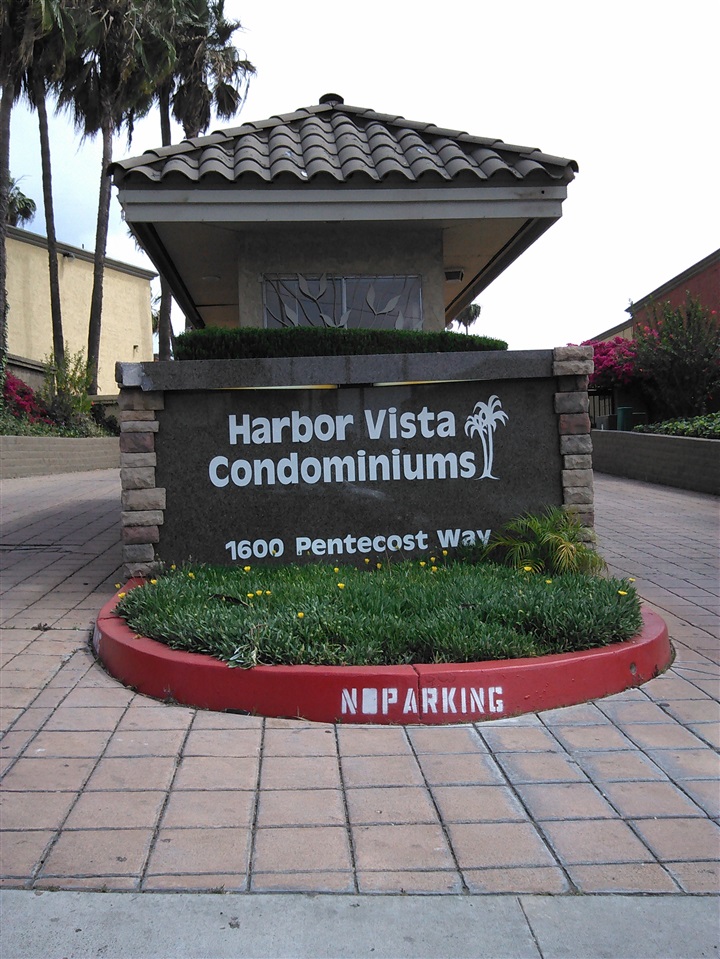 Harbor Vista
Condominiums
1600 Pentecost Way
NO PARKING